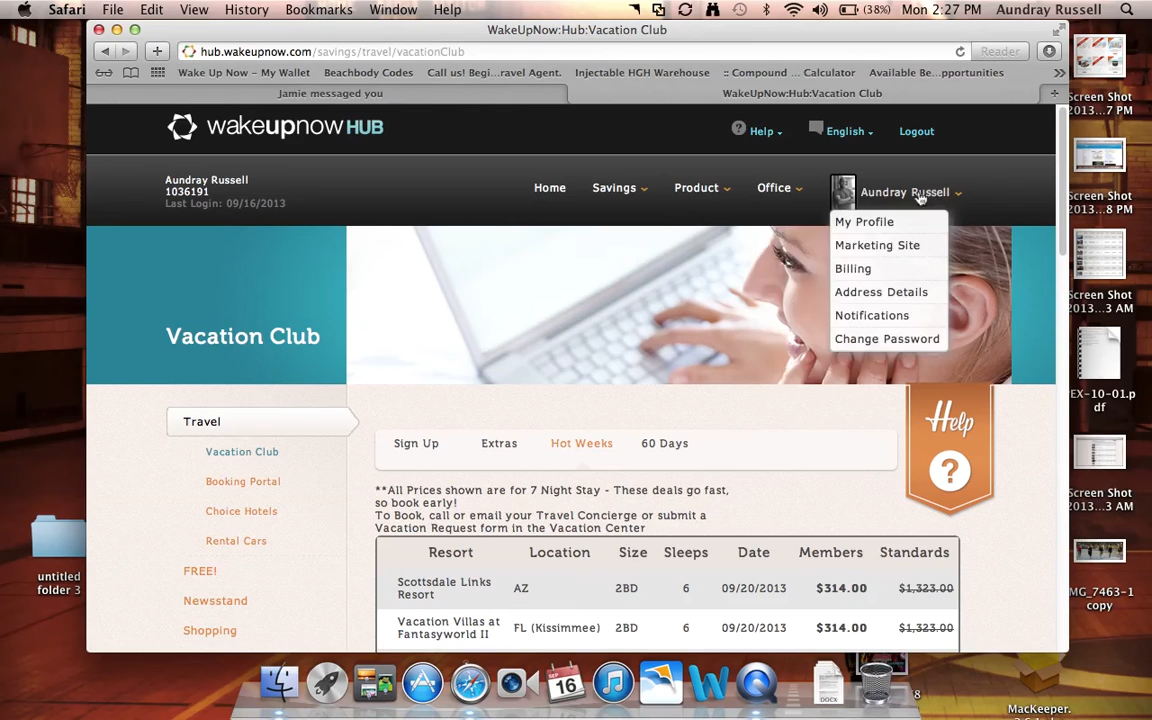 Safari File Edit View History Bookmarks Window Help (38%) Mon 2:27 PM Aundray Russell
WakeUpNow:Hub:Vacation Club
hub.wakeupnow.com/savings/travel/vacationClub Reader
Wake Up Now – My Wallet Beachbody Codes Call us! Begi...ravel Agent. Injectable HGH Warehouse :: Compound ... Calculator Available Be...pportunities
Jamie messaged you WakeUpNow:Hub:Vacation Club
wakeupnow HUB
? Help English Logout
Aundray Russell
1036191
Last Login: 09/16/2013
Home Savings Product Office Aundray Russell
My Profile
Marketing Site
Billing
Address Details
Notifications
Change Password
Vacation Club
Travel
Vacation Club
Booking Portal
Choice Hotels
Rental Cars
FREE!
Newsstand
Shopping
Sign Up Extras Hot Weeks 60 Days
Help
?
**All Prices shown are for 7 Night Stay - These deals go fast,
so book early!
To Book, call or email your Travel Concierge or submit a
Vacation Request form in the Vacation Center
Resort Location Size Sleeps Date Members Standards
Scottsdale Links
Resort AZ 2BD 6 09/20/2013 $314.00 $1,323.00
Vacation Villas at
Fantasyworld II FL (Kissimmee) 2BD 6 09/20/2013 $314.00 $1,323.00
Screen Shot
2013...7 PM
Screen Shot
2013...8 PM
Screen Shot
2013...3 AM
EX-10-01.p
df
Screen Shot
2013...3 AM
MG_7463-1
copy
MacKeeper.
untitled
folder 3
SEP
16
DOCX